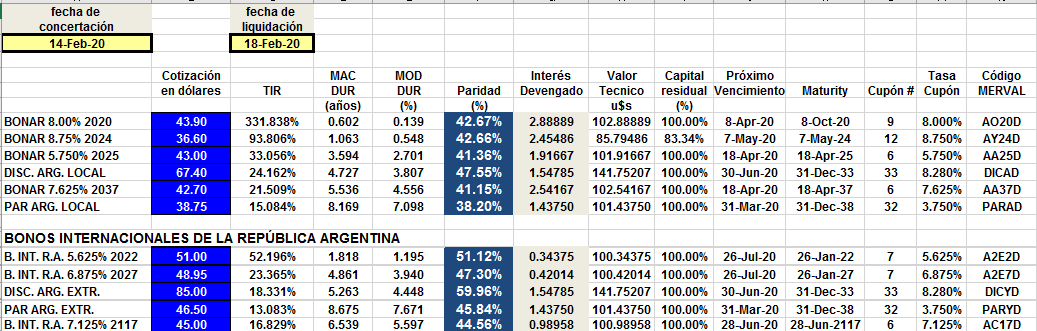 fecha de fecha de
concertación liquidación
14-Feb-20 18-Feb-20
Cotización MAC MOD Interés Valor Capital Próximo Tasa Código
en dólares TIR DUR DUR Paridad Devengado Tecnico residual Vencimiento Maturity Cupón # Cupón MERVAL
(años) (%) (%) u$s (%)
BONAR 8.00% 2020 43.90 331.838% 0.602 0.139 42.67% 2.88889 102.88889 100.00% 8-Apr-20 8-Oct-20 9 8.000% AO20D
BONAR 8.75% 2024 36.60 93.806% 1.063 0.548 42.66% 2.45486 85.79486 83.34% 7-May-20 7-May-24 12 8.750% AY24D
BONAR 5.750% 2025 43.00 33.056% 3.594 2.701 41.36% 1.91667 101.91667 100.00% 18-Apr-20 18-Apr-25 6 5.750% AA25D
DISC. ARG. LOCAL 67.40 24.162% 4.727 3.807 47.55% 1.54785 141.75207 100.00% 30-Jun-20 31-Dec-33 33 8.280% DICAD
BONAR 7.625% 2037 42.70 21.509% 5.536 4.556 41.15% 2.54167 102.54167 100.00% 18-Apr-20 18-Apr-37 6 7.625% AA37D
PAR ARG. LOCAL 38.75 15.084% 8.169 7.098 38.20% 1.43750 101.43750 100.00% 31-Mar-20 31-Dec-38 32 3.750% PARAD
BONOS INTERNACIONALES DE LA REPÚBLICA ARGENTINA
B. INT. R.A. 5.625% 2022 51.00 52.196% 1.818 1.195 51.12% 0.34375 100.34375 100.00% 26-Jul-20 26-Jan-22 7 5.625% A2E2D
B. INT. R.A. 6.875% 2027 48.95 23.365% 4.861 3.940 47.30% 0.42014 100.42014 100.00% 26-Jul-20 26-Jan-27 7 6.875% A2E7D
DISC. ARG. EXTR. 85.00 18.331% 5.263 4.448 59.96% 1.54785 141.75207 100.00% 30-Jun-20 31-Dec-33 33 8.280% DICYD
PAR ARG. EXTR. 46.50 13.083% 8.675 7.671 45.84% 1.43750 101.43750 100.00% 31-Mar-20 31-Dec-38 32 3.750% PARYD
B. INT. R.A. 7.125% 2117 45.00 16.829% 6.539 5.597 44.56% 0.98958 100.98958 100.00% 28-Jun-20 28-Jun-2117 6 7.125% AC17D